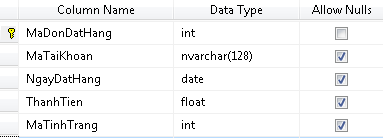 Column Name Data Type Allow Nulls
MaDonDatHang int
MaTaiKhoan nvarchar(128)
NgayDatHang date
ThanhTien float
MaTinhTrang int